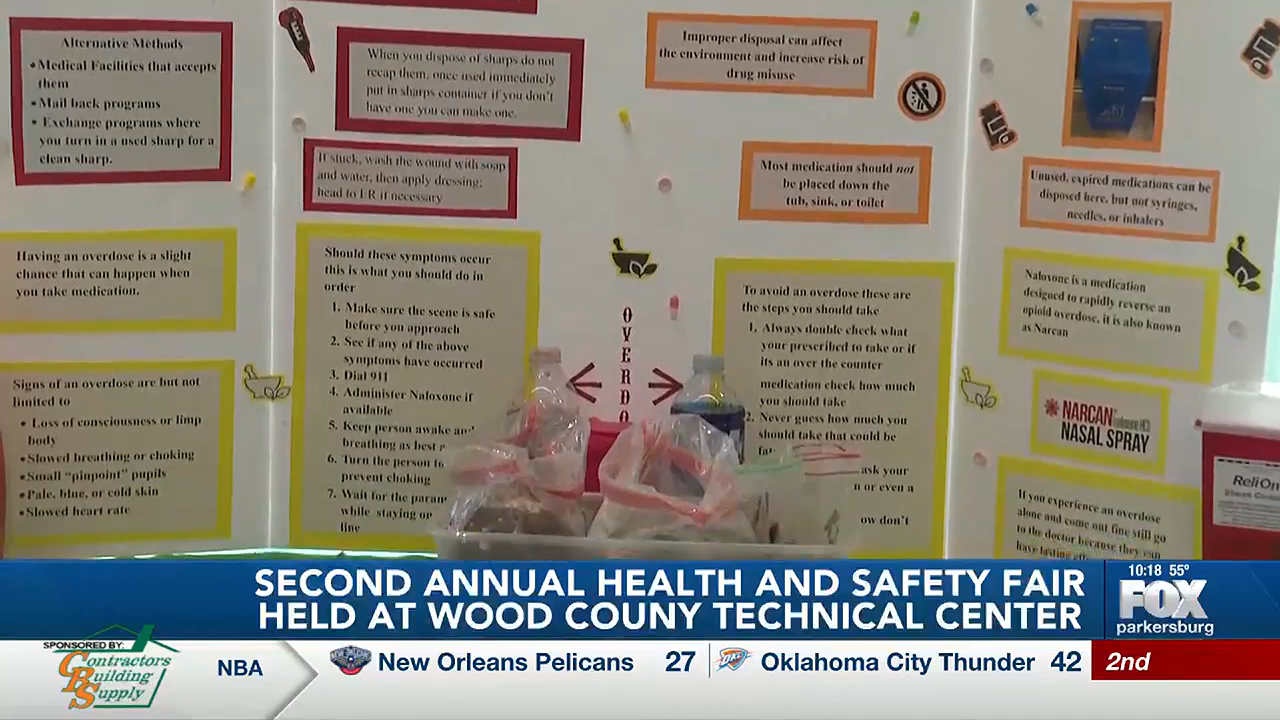 Alternative Methods
• Medical Facilities that accepts
them
• Mail back programs
• Exchange programs where
you turn in a used sharp for a
clean sharp.
When you dispose of sharps do not
recap them, once used immediately
put in sharps container if you don't
have one you can make one.
If stuck, wash the wound with soap
and water, then apply dressing;
head to ER if necessary
Improper disposal can affect
the environment and increase risk of
drug misuse
Most medication should not
be placed down the
tub, sink, or toilet
Unused, expired medications can be
disposed here, but not syringes,
needles, or inhalers
Having an overdose is a slight
chance that can happen when
you take medication.
Signs of an overdose are but not
limited to
• Loss of consciousness or limp
body
• Slowed breathing or choking
• Small "pinpoint" pupils
• Pale, blue, or cold skin
• Slowed heart rate
Should these symptoms occur
this is what you should do in
order
1. Make sure the scene is safe
before you approach
2. See if any of the above
symptoms have occurred
3. Dial 911
4. Administer Naloxone if
available
5. Keep person awake and
breathing as best
6. Turn the person to
prevent choking
7. Wait for the
while staying
line
OVERDO
To avoid an overdose these are
the steps you should take
1. Always double check what
your prescribed to take or if
its an over the counter
medication check how much
you should take
2. Never guess how much you
should take that could be
ask your
or even a
don't
Naloxone is a medication
designed to rapidly reverse an
opioid overdose, it is also known
as Narcan
NARCAN
NASAL SPRAY
If you experience an overdose
alone and come out fine still go
to the doctor because they can
have lasting
ReliOn
SECOND ANNUAL HEALTH AND SAFETY FAIR
HELD AT WOOD COUNY TECHNICAL CENTER
10:18 55°
FOX
parkersburg
SPONSORED BY:
Contractors
Building
Supply
NBA
New Orleans Pelicans 27
Oklahoma City Thunder 42
2nd